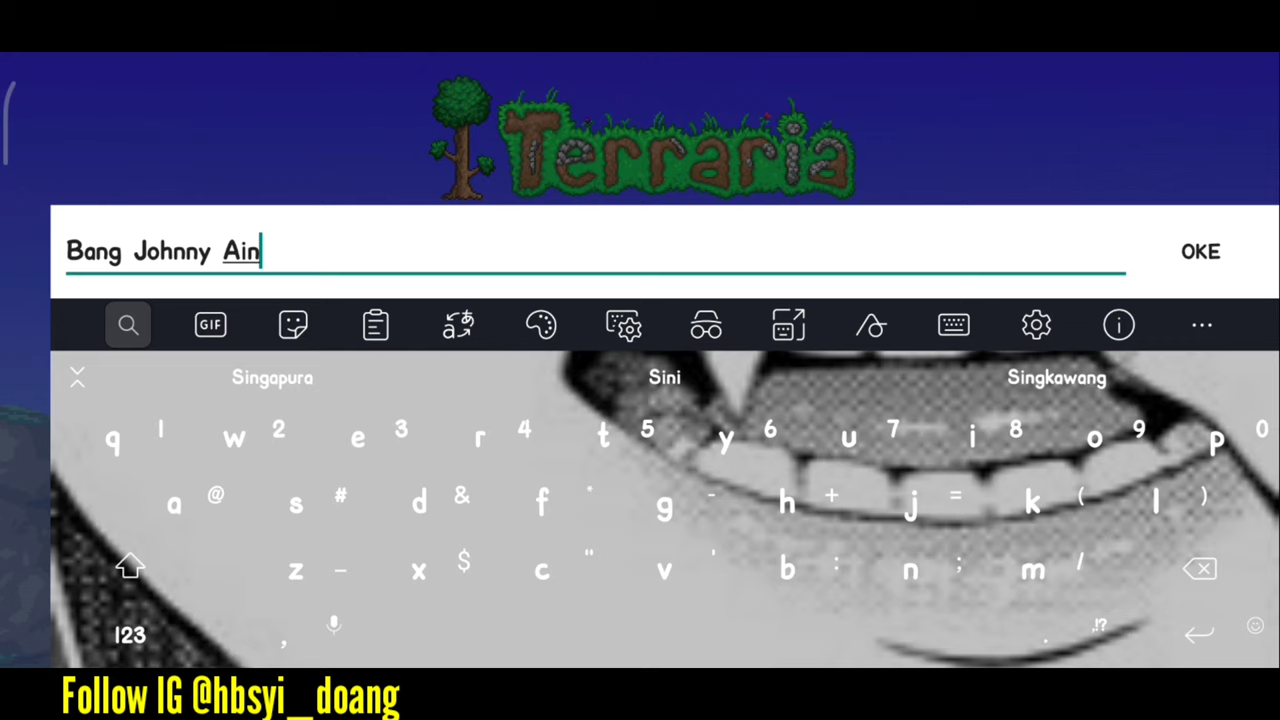 Terraria
Bang Johnny Ain
OKE
GIF
Singapura Sini Singkawang
q 1 w 2 e 3 r 4 t 5 y 6 u 7 i 8 o 9 p 0
a @ s # d & f * g - h + j = k ( l )
z _ x $ c " v ' b : n ; m /
123 , . ,!?
Follow IG @hbsyi_doang